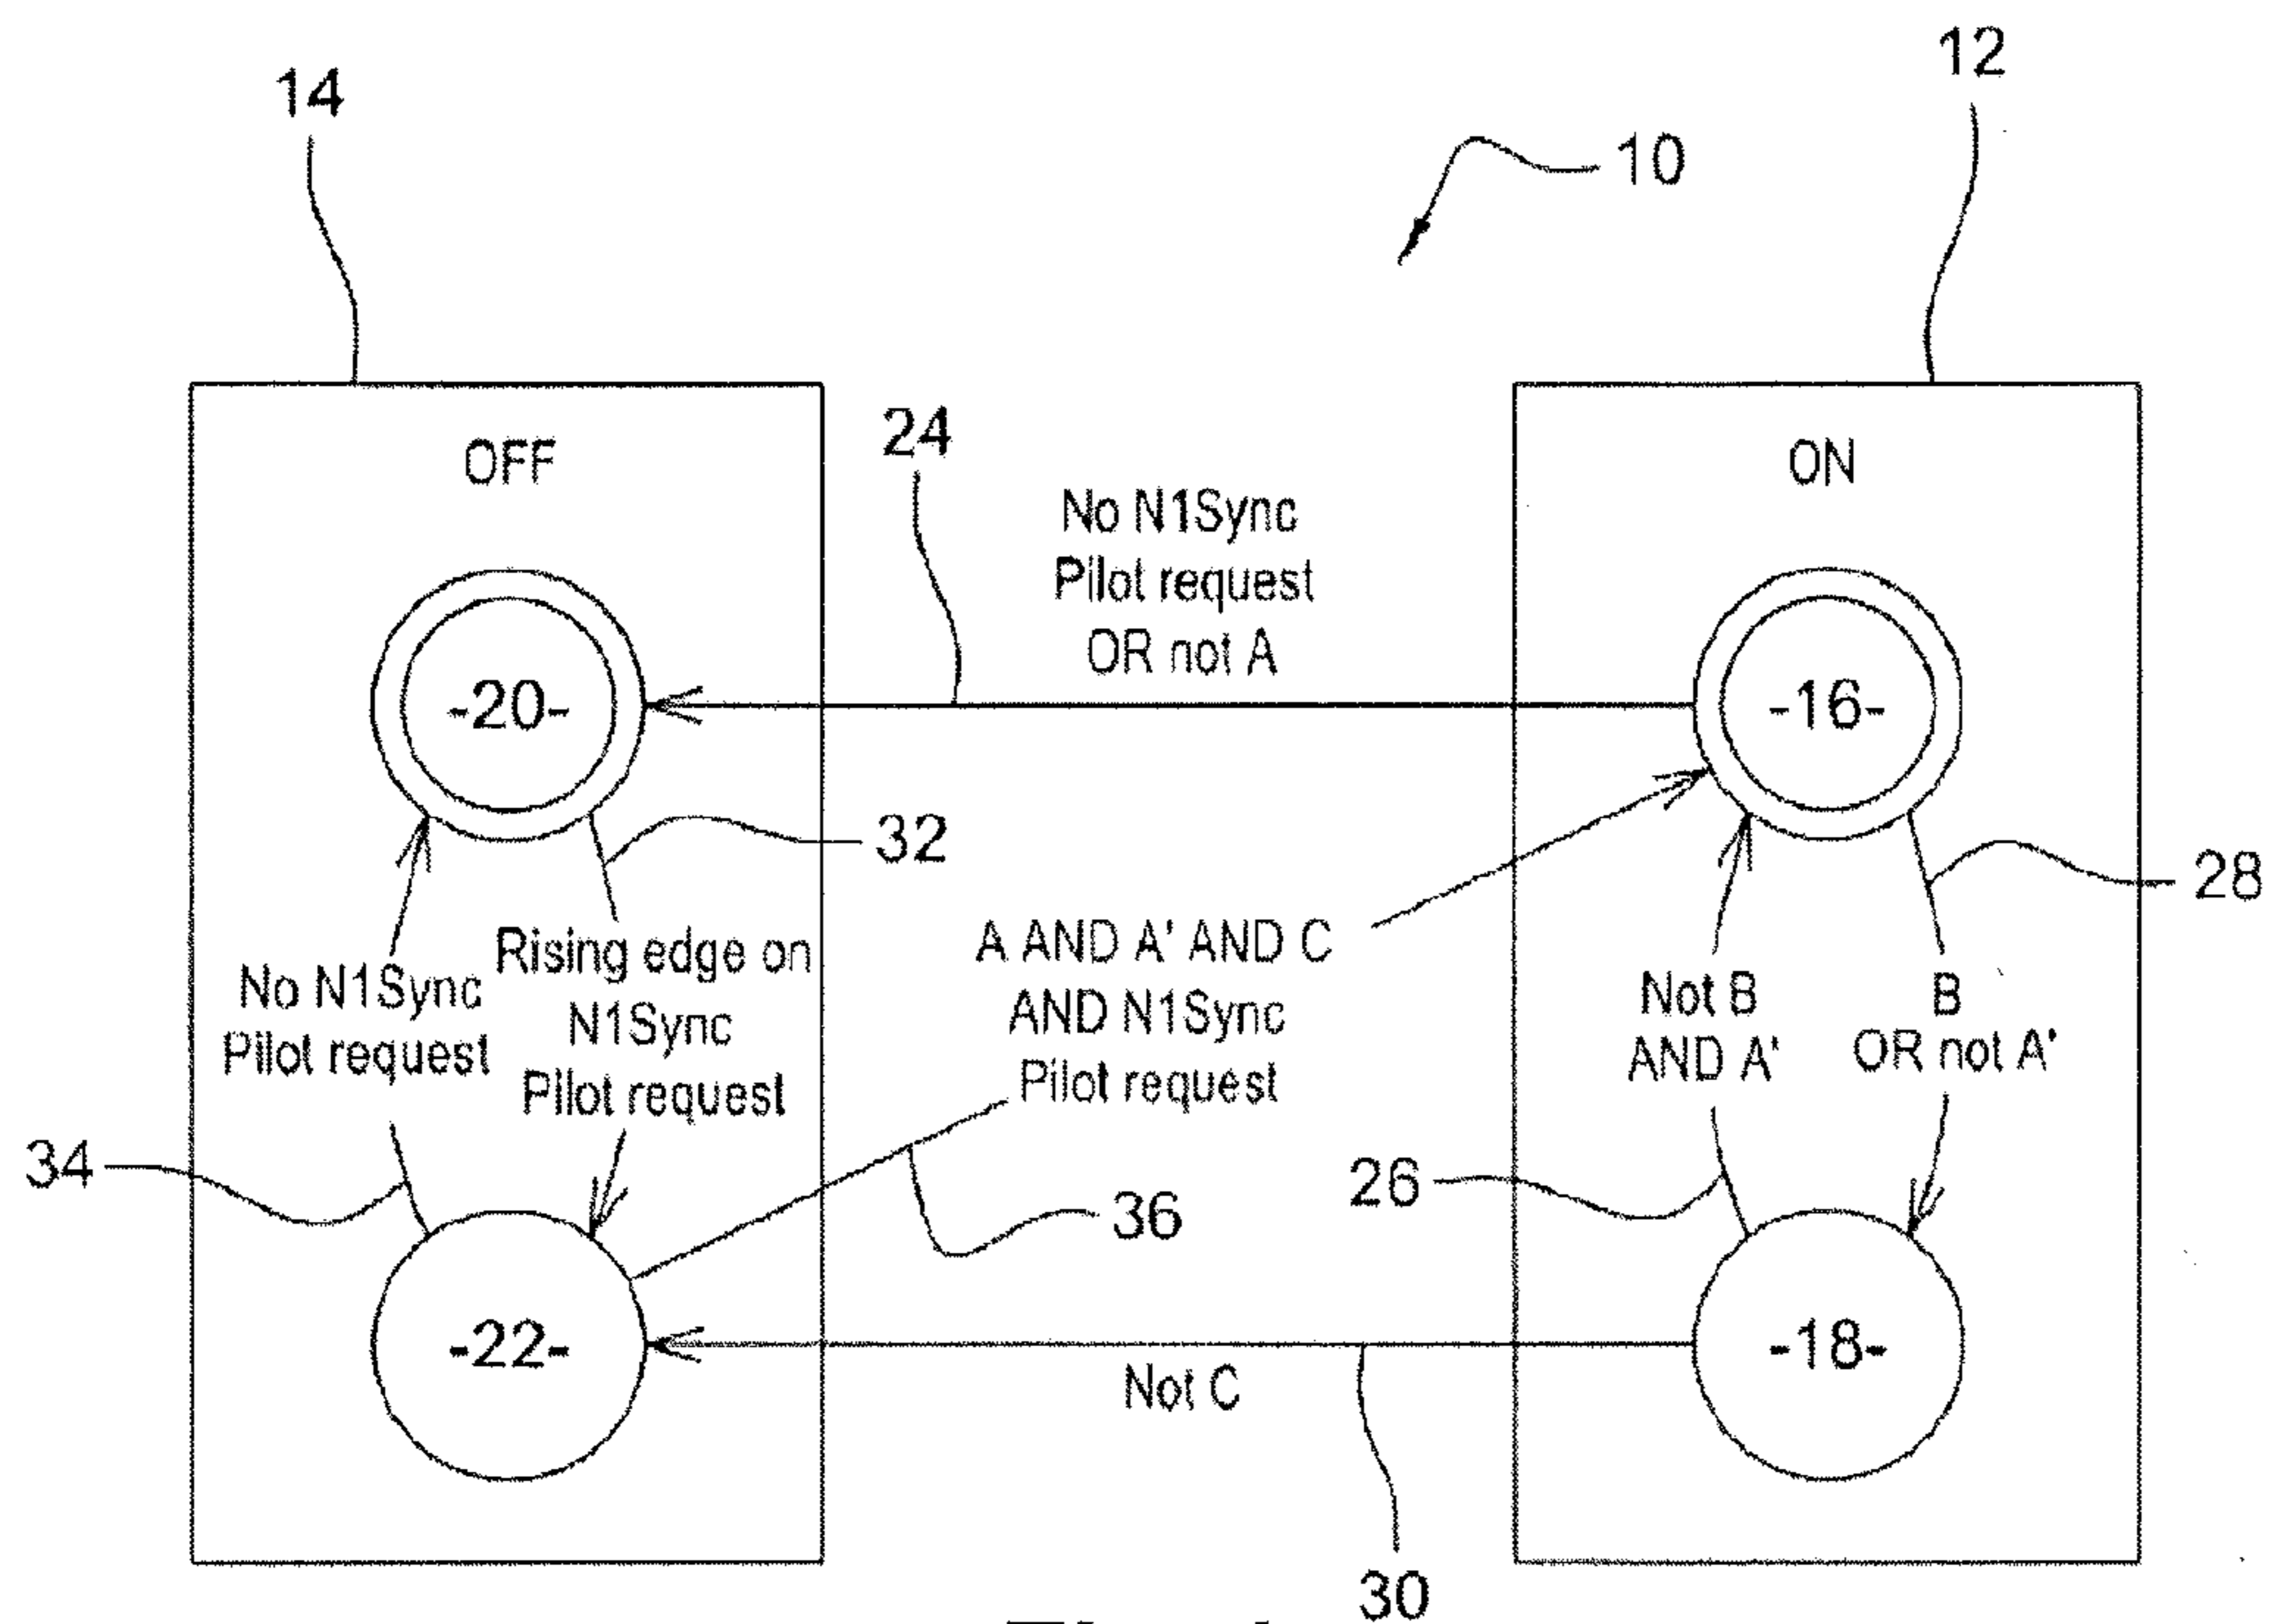 14
12
10
OFF
ON
24
No N1Sync
Pilot request
OR not A
-20-
-16-
32
28
No N1Sync
Pilot request
Rising edge on
N1Sync
Pilot request
A AND A' AND C
AND N1Sync
Pilot request
Not B
AND A'
B
OR not A'
34
36
26
-22-
-18-
Not C
30